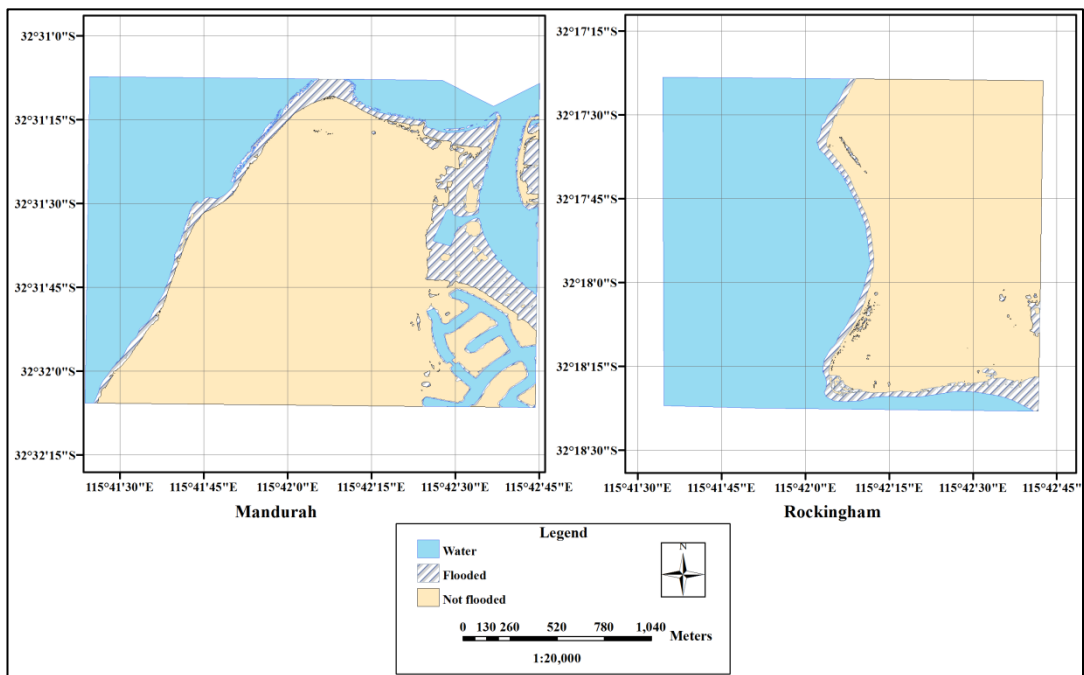 32°31'0"S
32°31'15"S
32°31'30"S
32°31'45"S
32°32'0"S
32°32'15"S
115°41'30"E 115°41'45"E 115°42'0"E 115°42'15"E 115°42'30"E 115°42'45"E
Mandurah
32°17'15"S
32°17'30"S
32°17'45"S
32°18'0"S
32°18'15"S
32°18'30"S
115°41'30"E 115°41'45"E 115°42'0"E 115°42'15"E 115°42'30"E 115°42'45"E
Rockingham
Legend
Water
Flooded
Not flooded
N
0 130 260 520 780 1,040
Meters
1:20,000